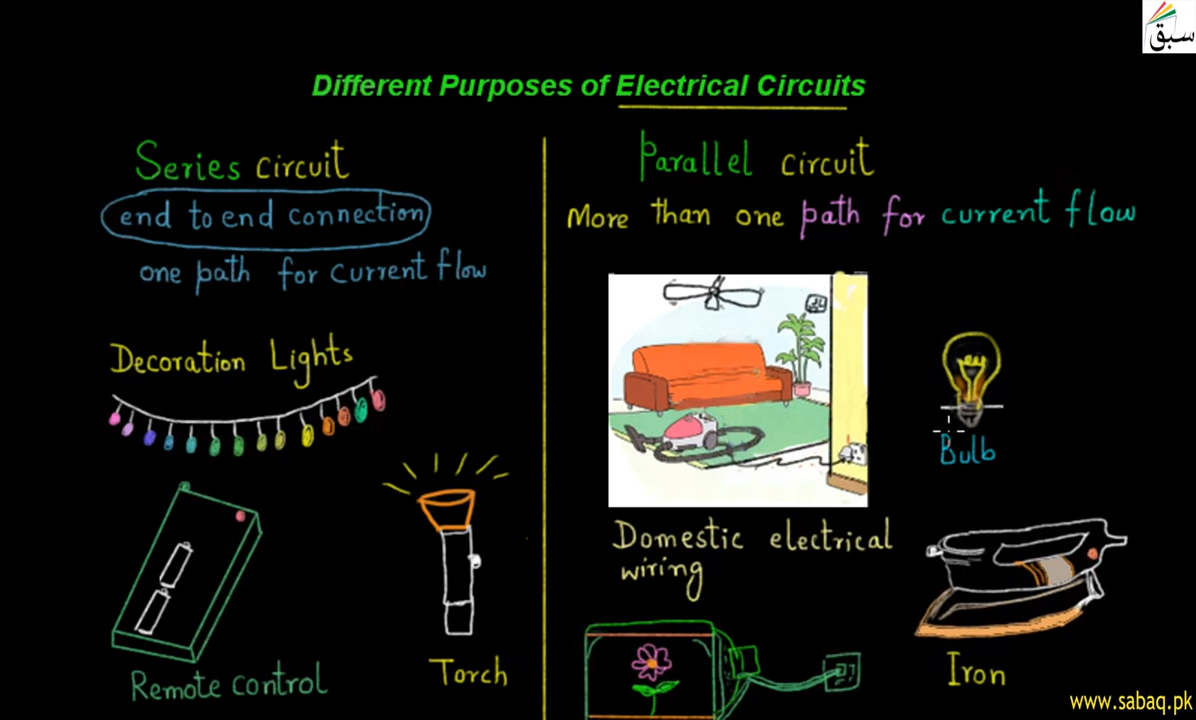 سبق
Different Purposes of Electrical Circuits
Series circuit
end to end connection
one path for current flow
Decoration Lights
Remote control
Torch
Parallel circuit
More than one path for current flow
Bulb
Domestic electrical
wiring
Iron
www.sabaq.pk